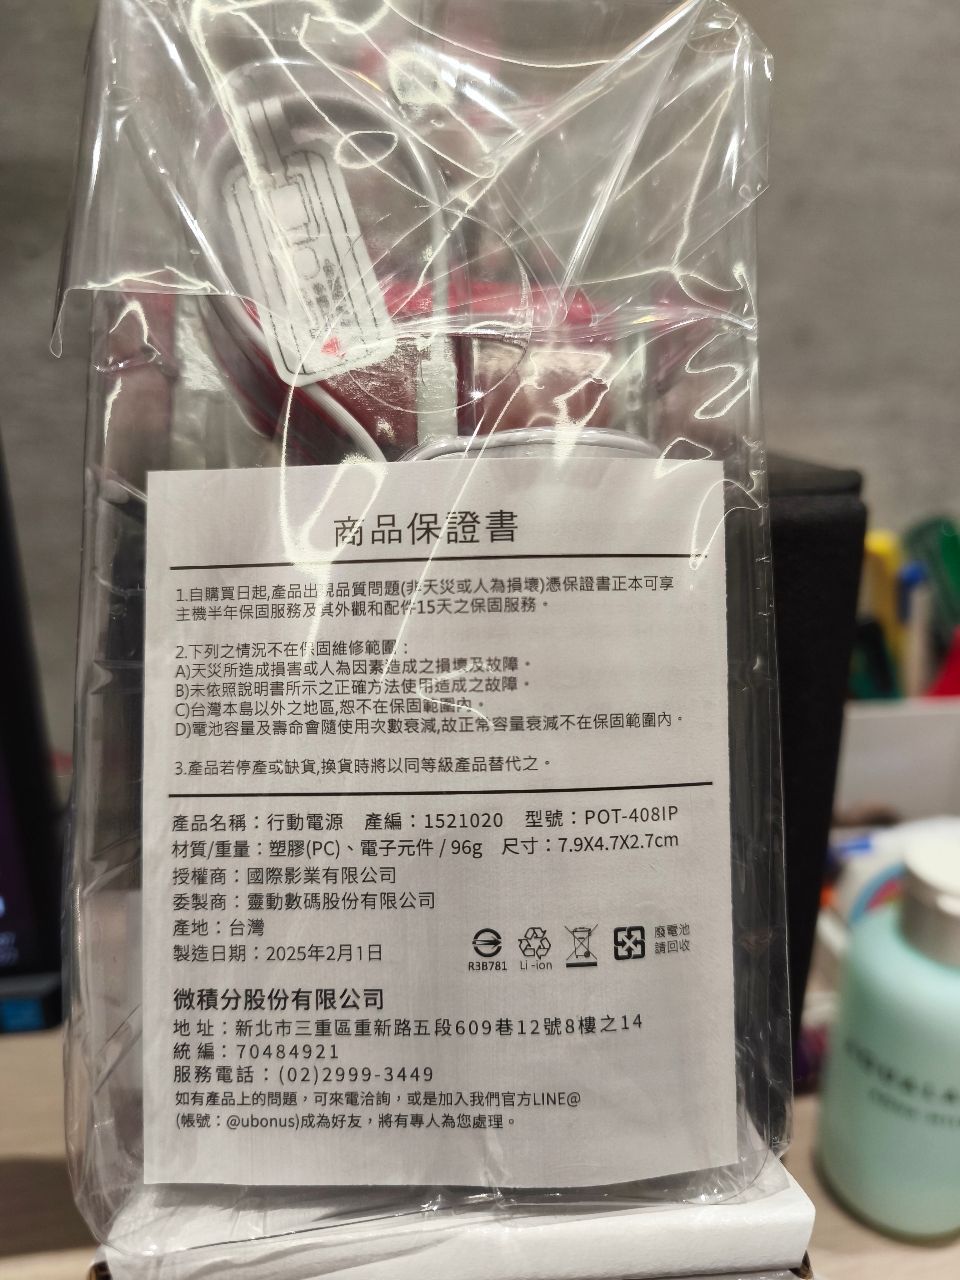 商品保證書
1.自購買日起,產品出現品質問題(非天災或人為損壞)憑保證書正本可享
主機半年保固服務及其外觀和配件15天之保固服務。
2.下列之情況不在保固維修範圍：
A)天災所造成損害或人為因素造成之損壞及故障。
B)未依照說明書所示之正確方法使用造成之故障。
C)台灣本島以外之地區,恕不在保固範圍內。
D)電池容量及壽命會隨使用次數衰減,故正常容量衰減不在保固範圍內。
3.產品若停產或缺貨,換貨時將以同等級產品替代之。
產品名稱：行動電源 產編：1521020 型號：POT-408IP
材質/重量：塑膠(PC)、電子元件 / 96g 尺寸：7.9X4.7X2.7cm
授權商：國際影業有限公司
委製商：靈動數碼股份有限公司
產地：台灣
製造日期：2025年2月1日
R3B781 Li-ion
廢電池
請回收
微積分股份有限公司
地址：新北市三重區重新路五段609巷12號8樓之14
統編：70484921
服務電話：(02)2999-3449
如有產品上的問題，可來電洽詢，或是加入我們官方LINE@
(帳號：@ubonus)成為好友，將有專人為您處理。